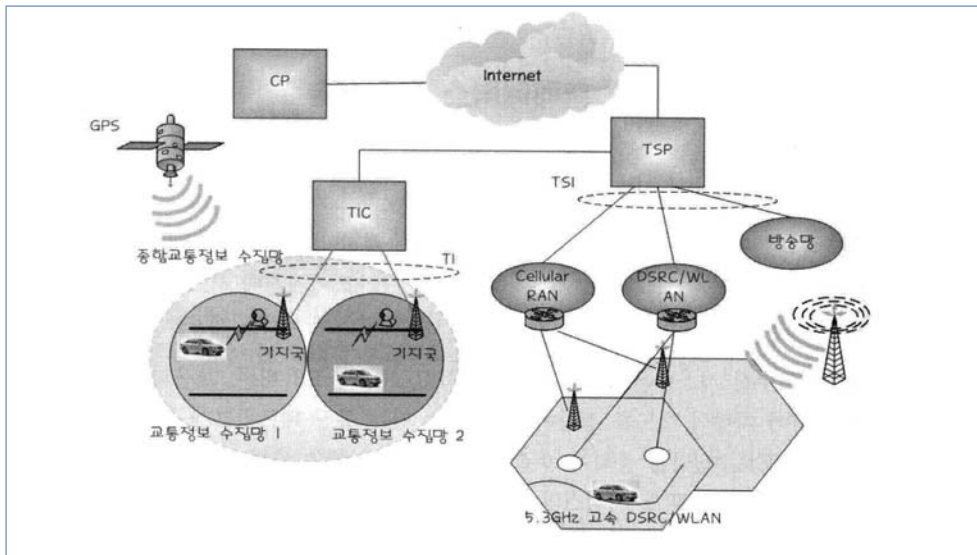 CP
Internet
GPS
TSP
TSI
TIC
방송망
종합교통정보 수집망
TI
Cellular
RAN
DSRC/WL
AN
기지국
기지국
교통정보 수집망 1
교통정보 수집망 2
5.3GHz 고속 DSRC/WLAN